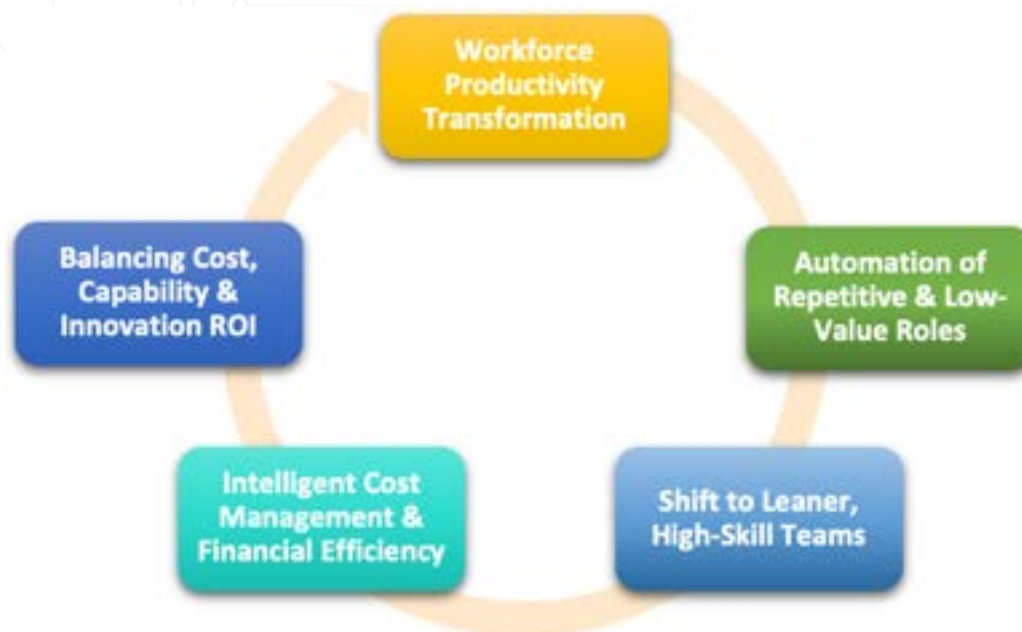 Workforce
Productivity
Transformation
Automation of
Repetitive & Low-
Value Roles
Shift to Leaner,
High-Skill Teams
Intelligent Cost
Management &
Financial Efficiency
Balancing Cost,
Capability &
Innovation ROI